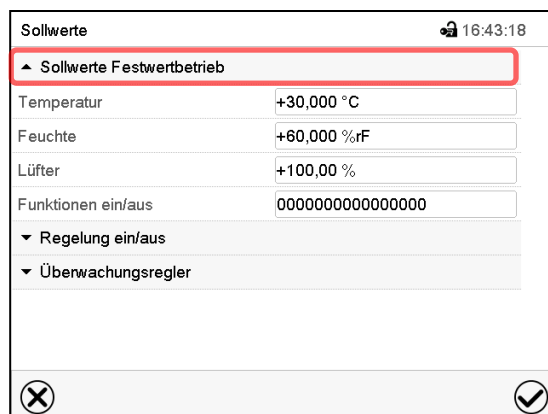 Sollwerte 16:43:18
Sollwerte Festwertbetrieb
Temperatur +30,000 °C
Feuchte +60,000 %rF
Lüfter +100,00 %
Funktionen ein/aus 0000000000000000
Regelung ein/aus
Überwachungsregler